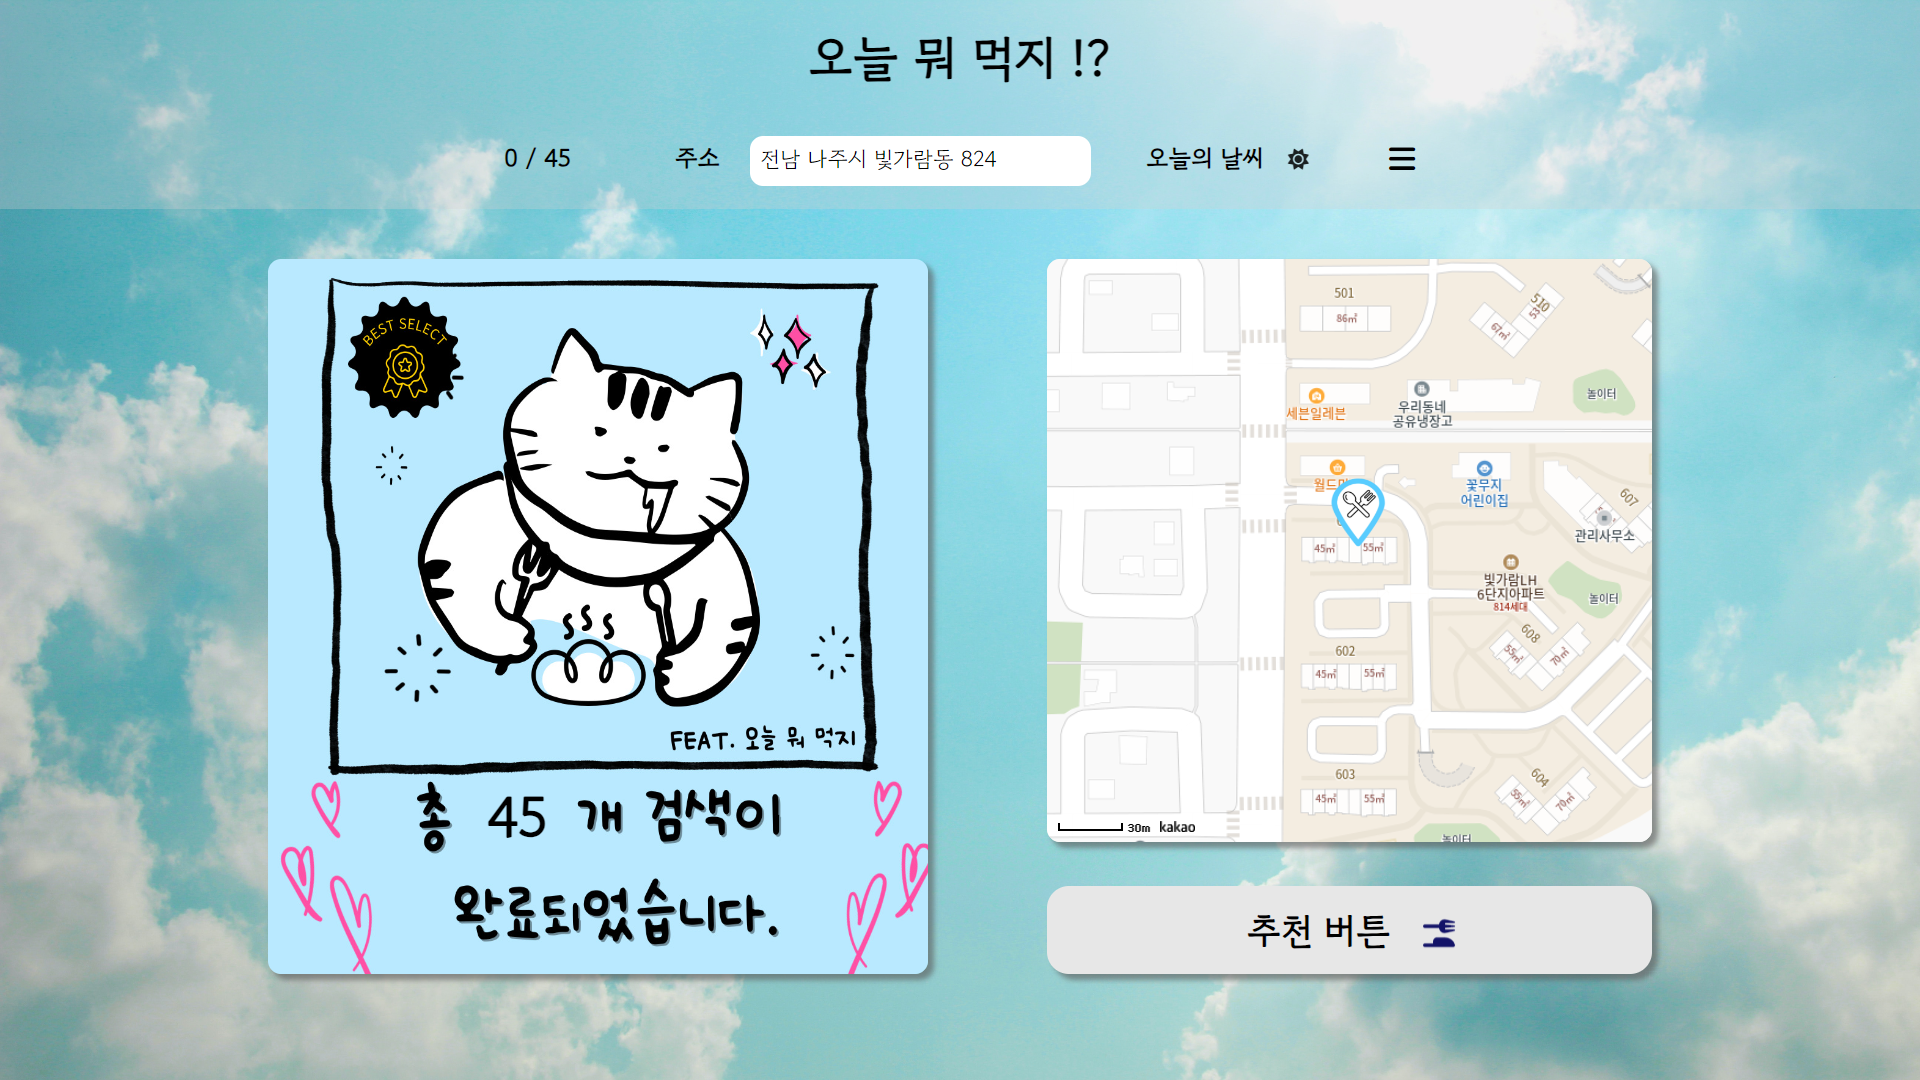 오늘 뭐 먹지 !?
0 / 45
주소
전남 나주시 빛가람동 824
오늘의 날씨
BEST SELECT
FEAT. 오늘 뭐 먹지
총 45 개 검색이
완료되었습니다.
501
86㎡
510
67㎡
세븐일레븐
우리동네
공유냉장고
놀이터
꽃무지
어린이집
607
관리사무소
45㎡
55㎡
빛가람LH
6단지아파트
814세대
놀이터
608
55㎡
70㎡
602
45㎡
55㎡
603
45㎡
55㎡
604
55㎡
70㎡
놀이터
30m
kakao
추천 버튼